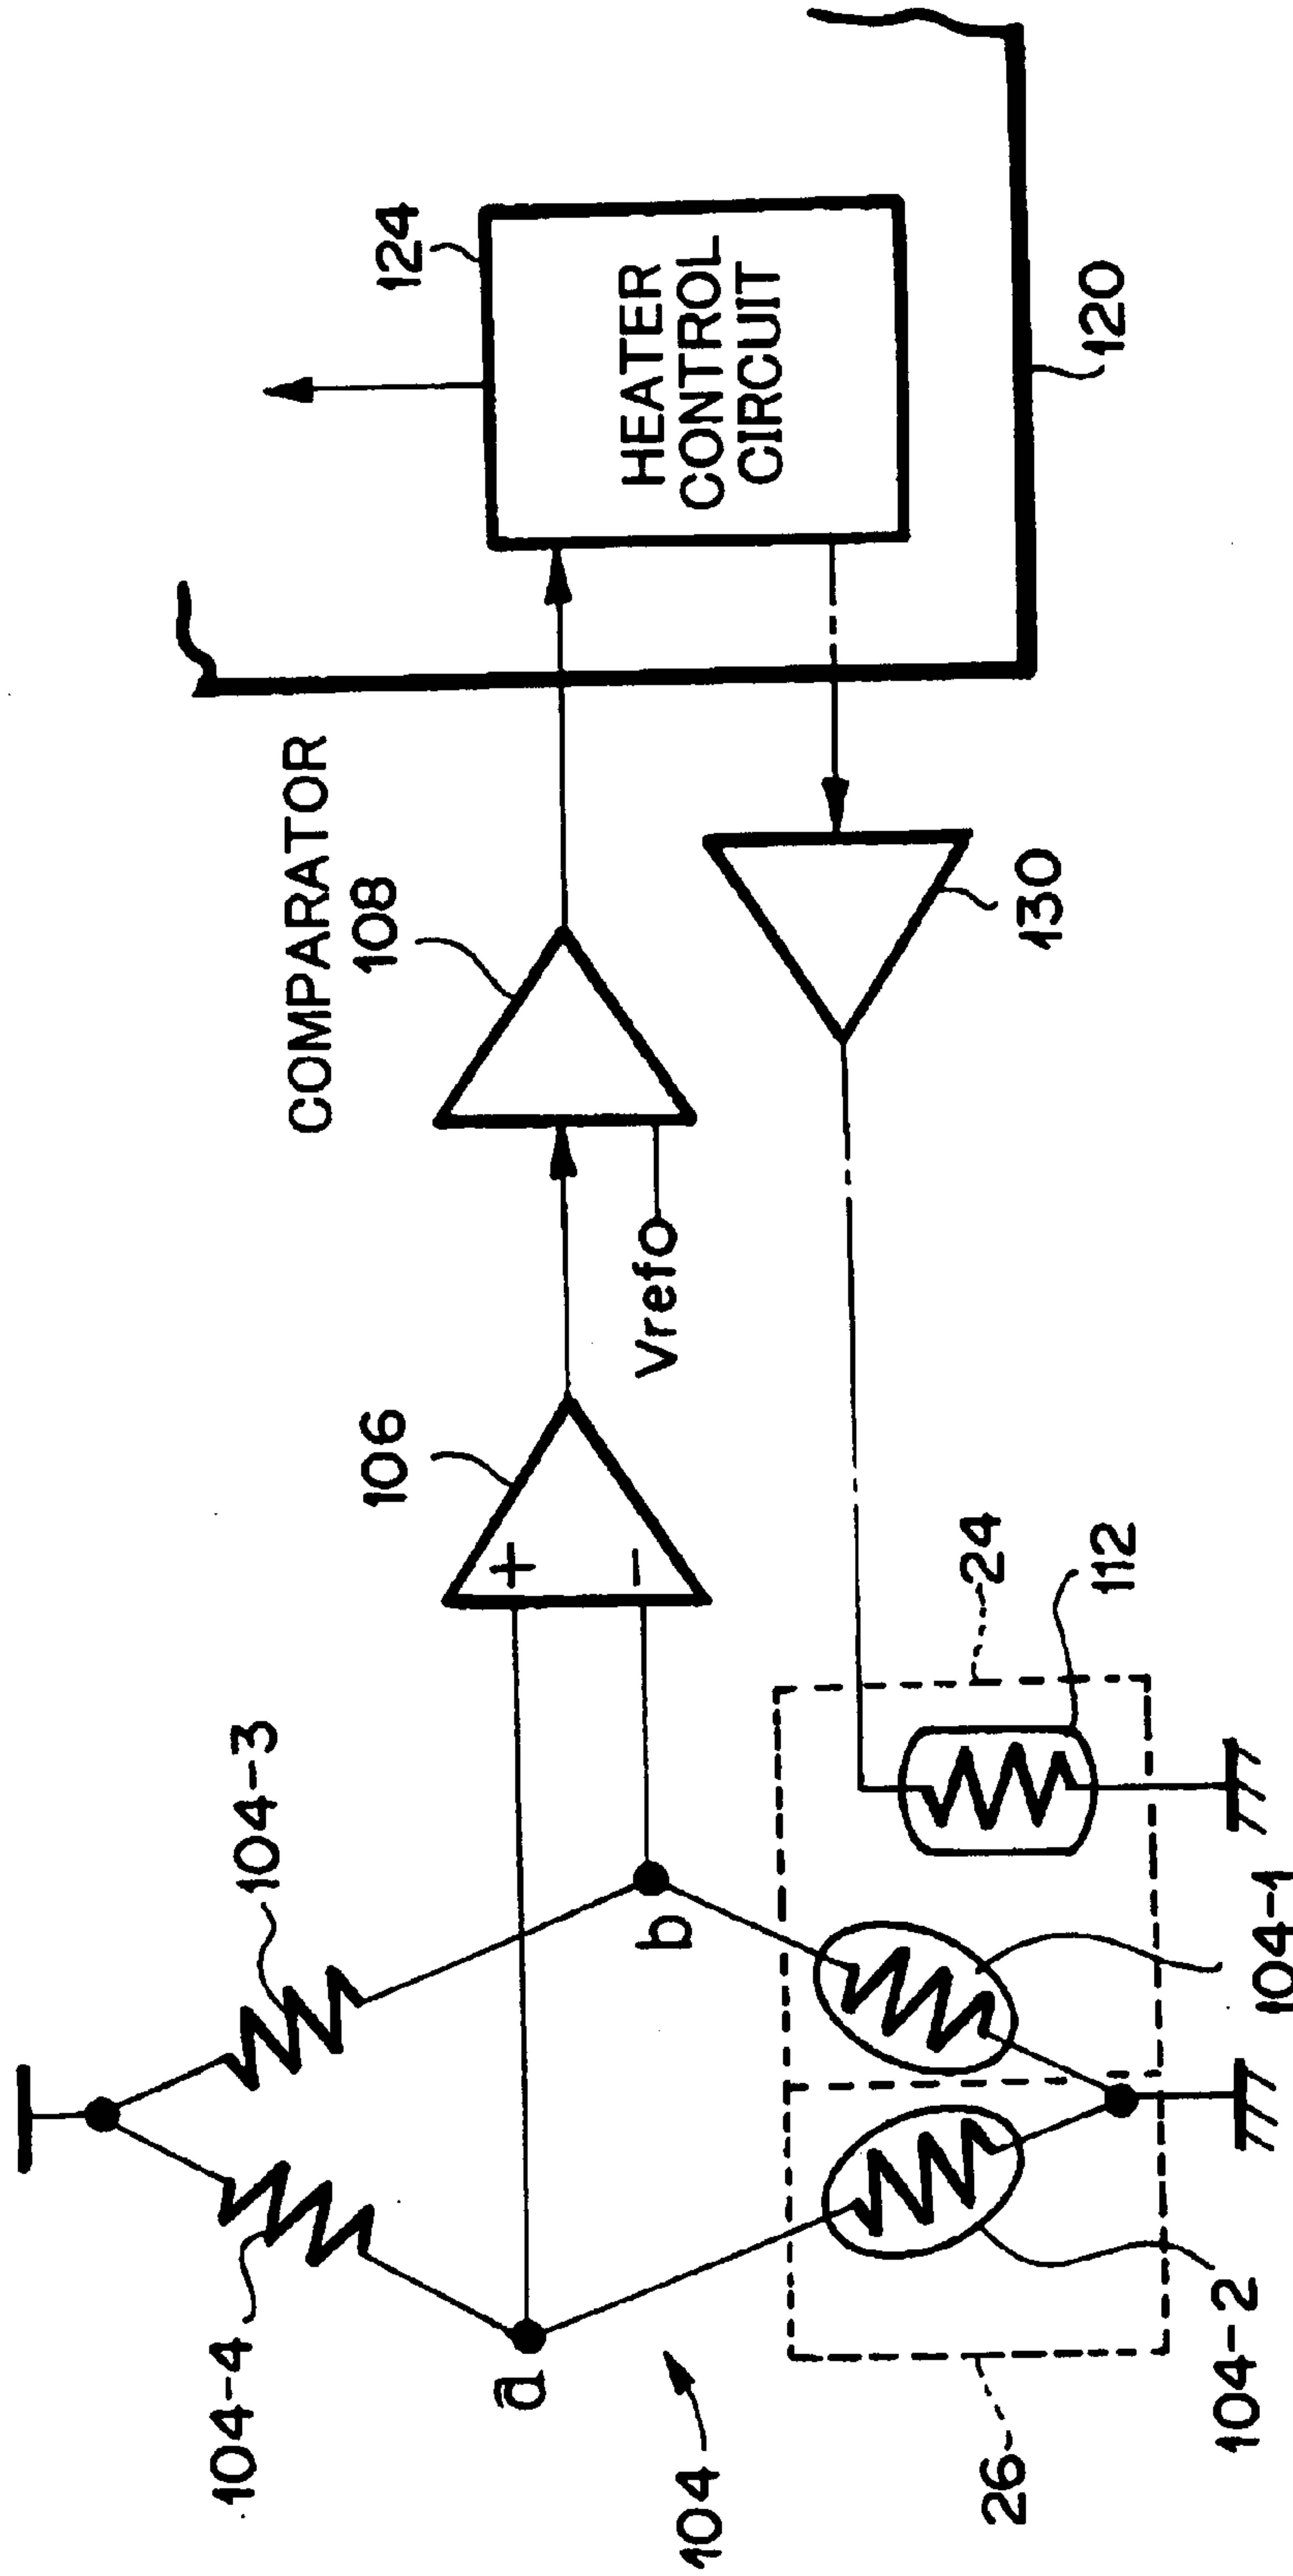 104-4
104-3
a
b
104
26
104-2
104-1
24
112
106
+
-
Vref
COMPARATOR
108
130
124
HEATER
CONTROL
CIRCUIT
120